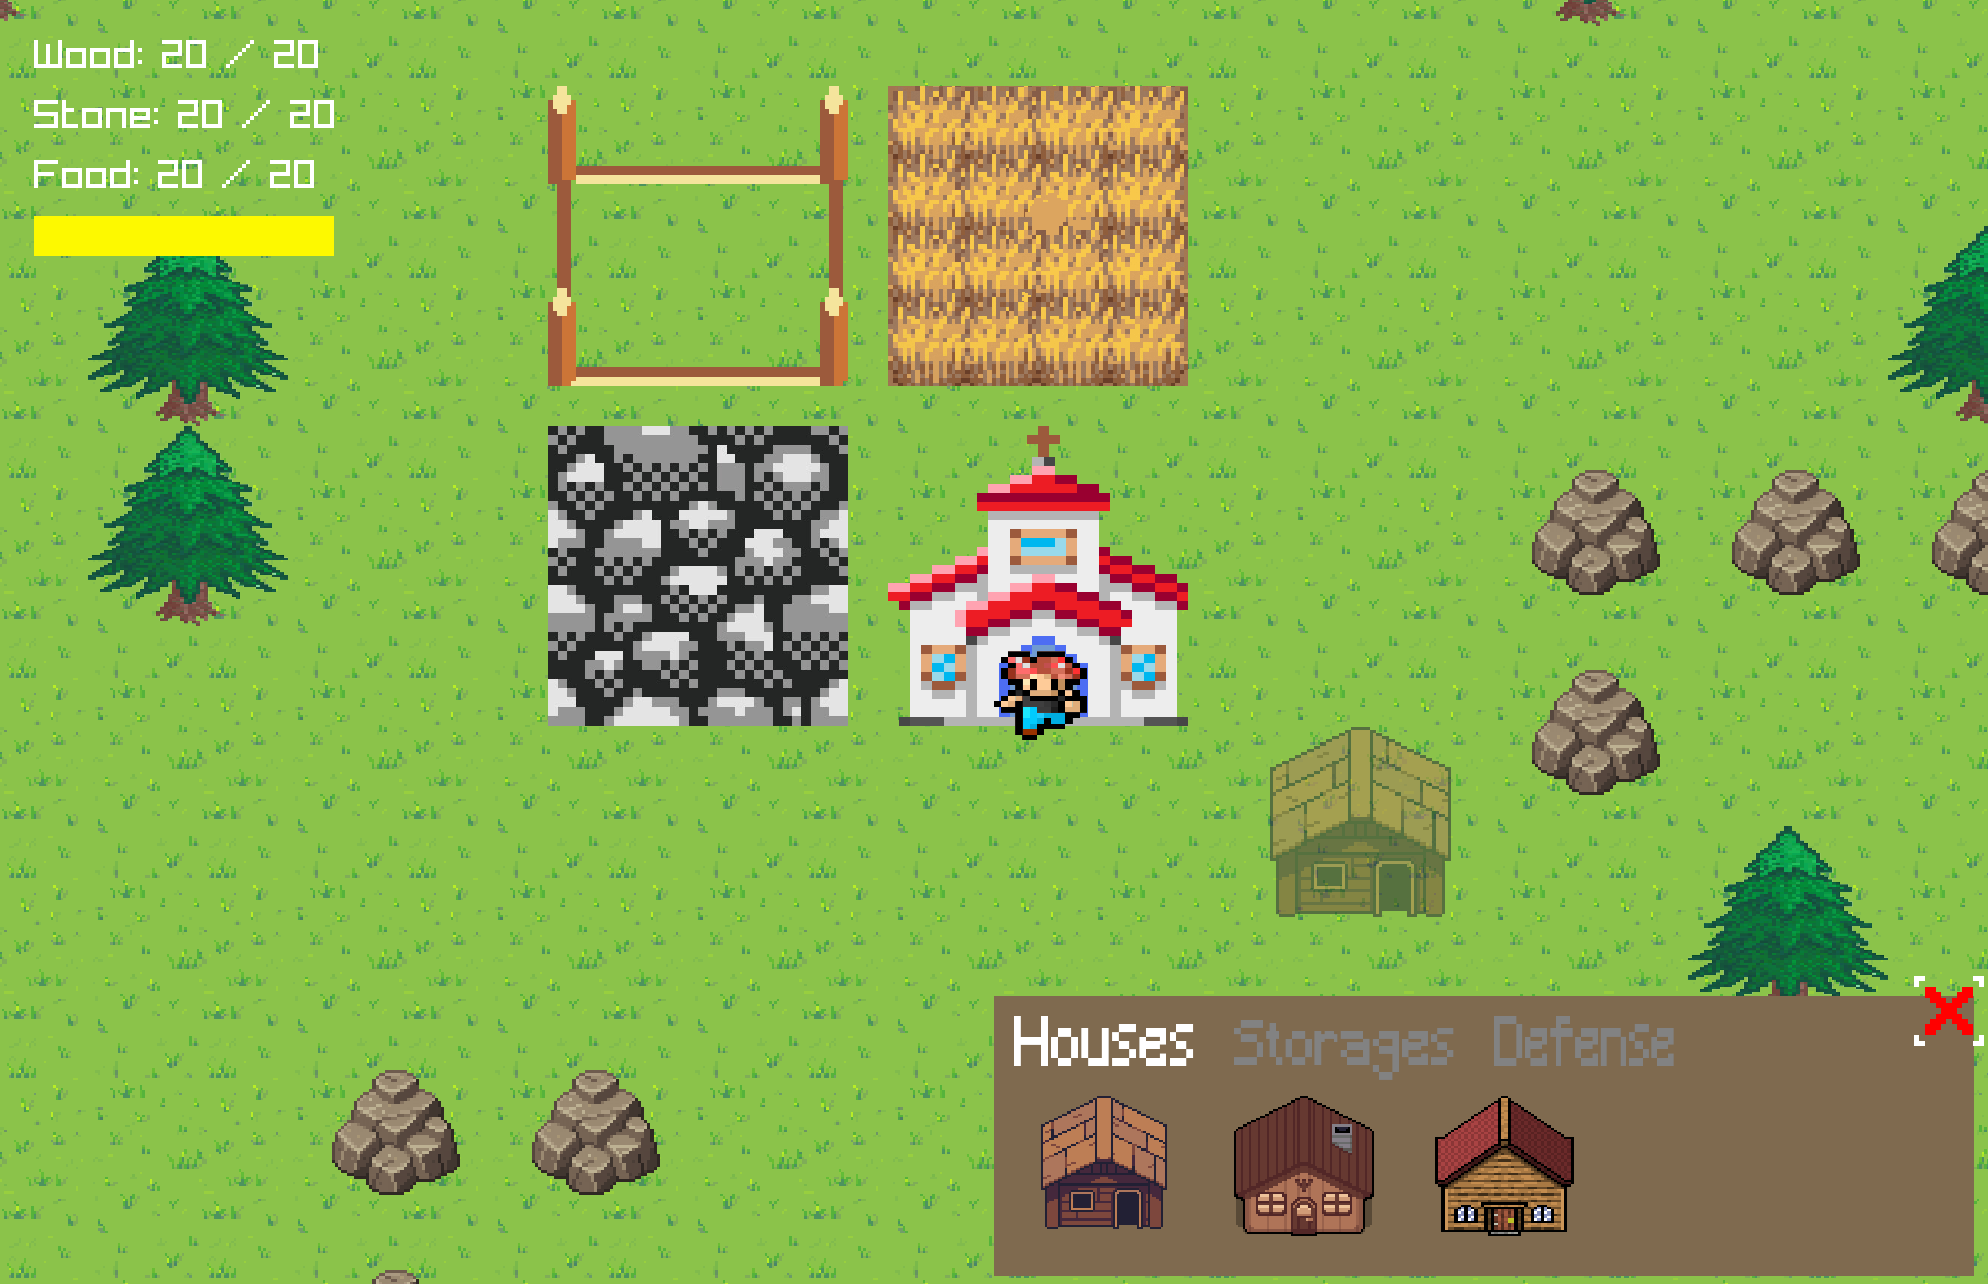 Wood: 20 / 20
Stone: 20 / 20
Food: 20 / 20
Houses Storages Defense